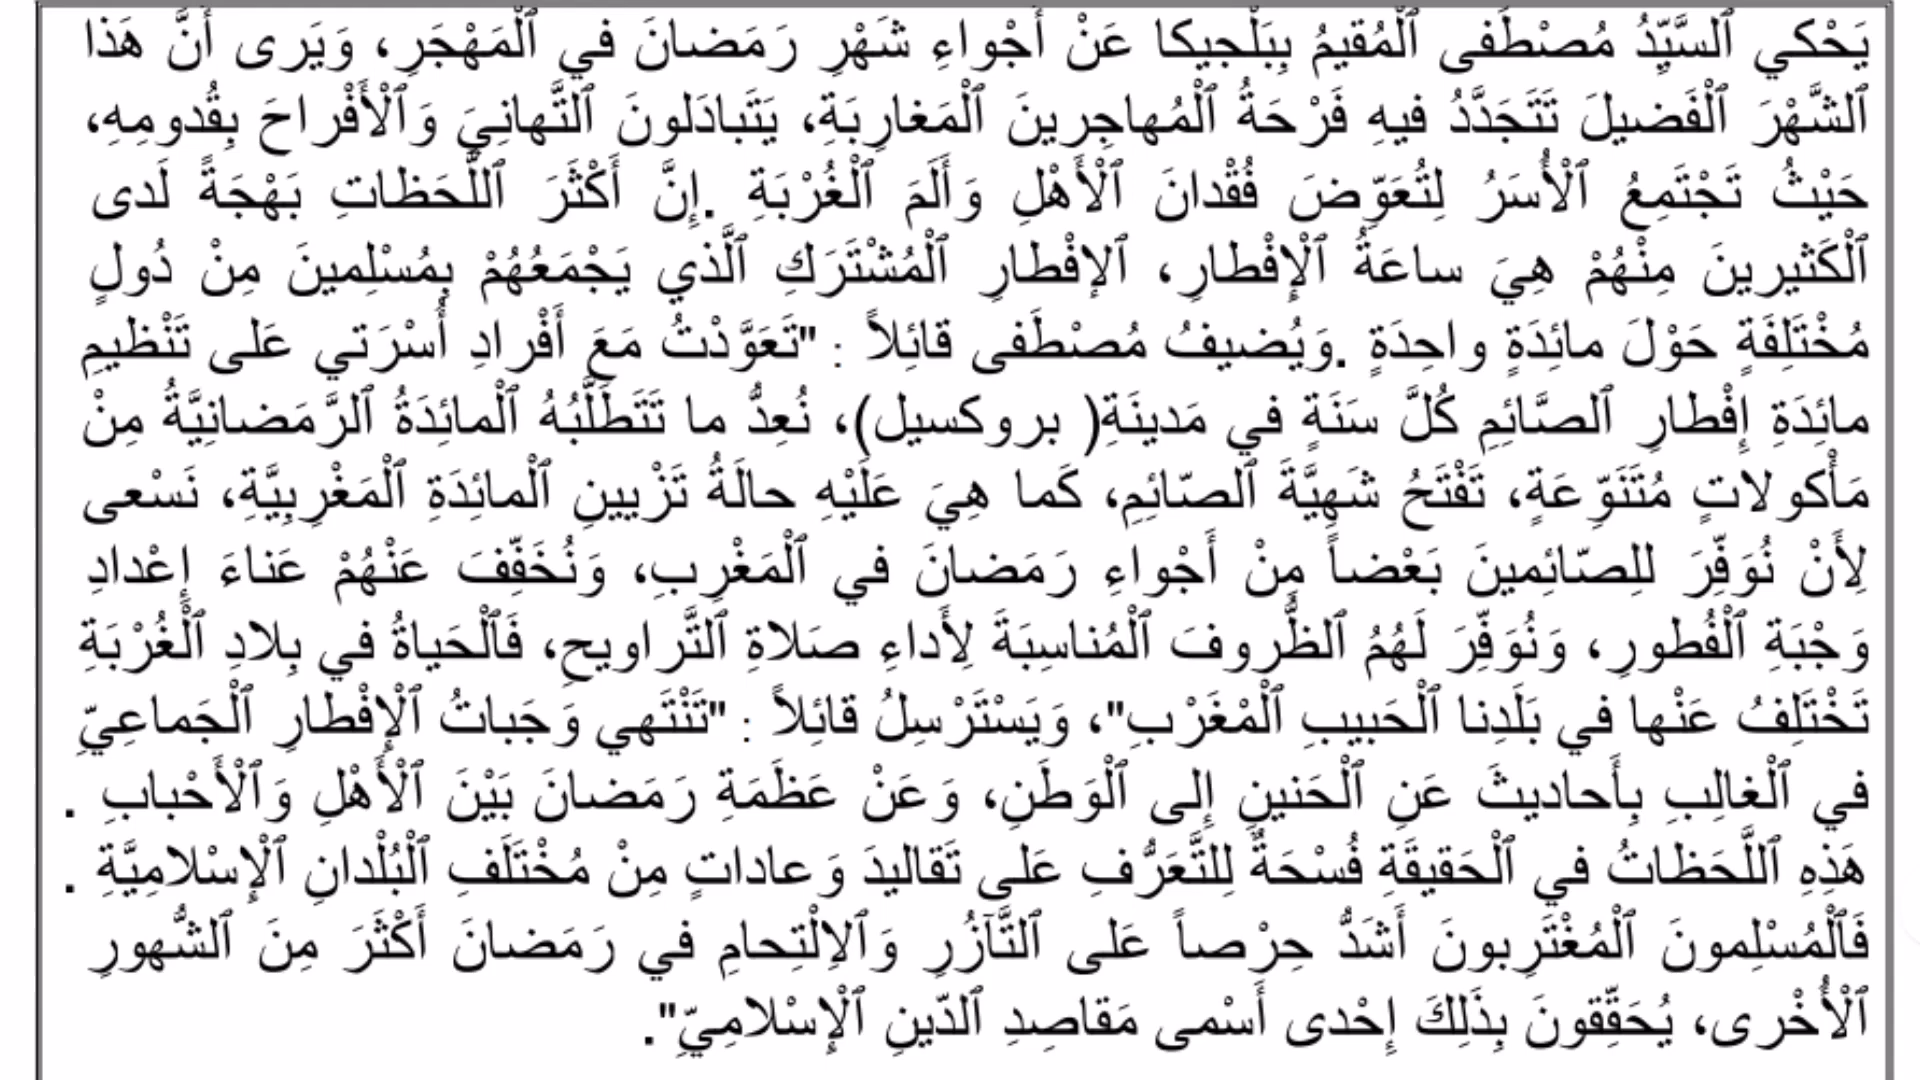 يَحْكي ٱلسَّيِّدُ مُصْطَفى ٱلْمُقيمُ بِبَلْجيكا عَنْ أَجْواءِ شَهْرِ رَمَضانَ في ٱلْمَهْجَرِ، وَيَرى أَنَّ هَذا
ٱلشَّهْرَ ٱلْفَضيلَ تَتَجَدَّدُ فيهِ فَرْحَةُ ٱلْمُهاجِرينَ ٱلْمَغارِبَةِ، يَتَبادَلونَ ٱلتَّهانِيَ وَٱلْأَفْراحَ بِقُدومِهِ،
حَيْثُ تَجْتَمِعُ ٱلْأُسَرُ لِتُعَوِّضَ فُقْدانَ ٱلْأَهْلِ وَأَلَمَ ٱلْغُرْبَةِ .إِنَّ أَكْثَرَ ٱللَّحَظاتِ بَهْجَةً لَدى
ٱلْكَثيرينَ مِنْهُمْ هِيَ ساعَةُ ٱلْإِفْطارِ، ٱلإفْطارِ ٱلْمُشْتَرَكِ ٱلَّذي يَجْمَعُهُمْ بِمُسْلِمينَ مِنْ دُولٍ
مُخْتَلِفَةٍ حَوْلَ مائِدَةٍ واحِدَةٍ .وَيُضيفُ مُصْطَفى قائِلاً : "تَعَوَّدْتُ مَعَ أَفْرادِ أُسْرَتي عَلى تَنْظيمِ
مائِدَةِ إِفْطارِ ٱلصَّائِمِ كُلَّ سَنَةٍ في مَدينَةِ( بروكسيل)، نُعِدُّ ما تَتَطَلَّبُهُ ٱلْمائِدَةُ ٱلرَّمَضانِيَّةُ مِنْ
مَأْكولاتٍ مُتَنَوِّعَةٍ، تَفْتَحُ شَهِيَّةَ ٱلصّائِمِ، كَما هِيَ عَلَيْهِ حالَةُ تَزْيينِ ٱلْمائِدَةِ ٱلْمَغْرِبِيَّةِ، نَسْعى
لِأَنْ نُوَفِّرَ لِلصّائِمينَ بَعْضاً مِنْ أَجْواءِ رَمَضانَ في ٱلْمَغْرِبِ، وَنُخَفِّفَ عَنْهُمْ عَناءَ إِعْدادِ
وَجْبَةِ ٱلْفُطورِ، وَنُوَفِّرَ لَهُمُ ٱلظُّروفَ ٱلْمُناسِبَةَ لِأَداءِ صَلاةِ ٱلتَّراويحِ، فَٱلْحَياةُ في بِلادِ ٱلْغُرْبَةِ
تَخْتَلِفُ عَنْها في بَلَدِنا ٱلْحَبيبِ ٱلْمْغَرْبِ"، وَيَسْتَرْسِلُ قائِلاً : "تَنْتَهي وَجَباتُ ٱلْإِفْطارِ ٱلْجَماعِيِّ
في ٱلْغالِبِ بِأَحاديثَ عَنِ ٱلْحَنينِ إِلى ٱلْوَطَنِ، وَعَنْ عَظَمَةِ رَمَضانَ بَيْنَ ٱلْأَهْلِ وَٱلْأَحْبابِ .
هَذِهِ ٱللَّحَظاتُ في ٱلْحَقيقَةِ فُسْحَةٌ لِلتَّعَرُّفِ عَلى تَقاليدَ وَعاداتٍ مِنْ مُخْتَلَفِ ٱلْبُلْدانِ ٱلْإِسْلامِيَّةِ .
فَٱلْمُسْلِمونَ ٱلْمُغْتَرِبونَ أَشَدُّ حِرْصاً عَلى ٱلتَّآزُرِ وَٱلاِلْتِحامِ في رَمَضانَ أَكْثَرَ مِنَ ٱلشُّهورِ
ٱلْأُخْرى، يُحَقِّقونَ بِذَلِكَ إِحْدى أَسْمى مَقاصِدِ ٱلدّينِ ٱلْإِسْلامِيِّ".